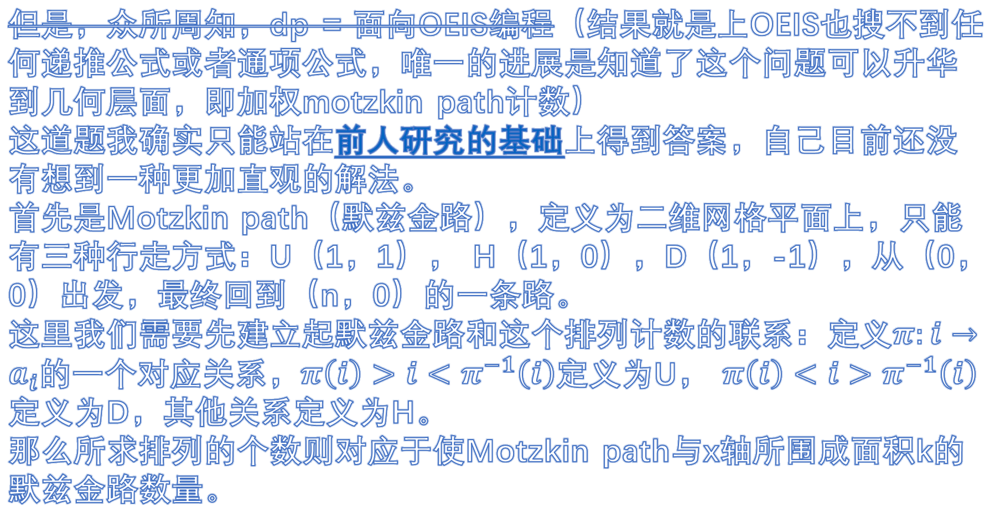 但是，众所周知，dp = 面向OEIS编程（结果就是上OEIS也搜不到任
何递推公式或者通项公式，唯一的进展是知道了这个问题可以升华
到几何层面，即加权motzkin path计数）
这道题我确实只能站在前人研究的基础上得到答案，自己目前还没
有想到一种更加直观的解法。
首先是Motzkin path（默兹金路），定义为二维网格平面上，只能
有三种行走方式：U（1，1）， H（1，0），D（1，-1），从（0，
0）出发，最终回到（n，0）的一条路。
这里我们需要先建立起默兹金路和这个排列计数的联系：定义π: i →
aᵢ的一个对应关系，π(i) > i < π⁻¹(i)定义为U， π(i) < i > π⁻¹(i)
定义为D，其他关系定义为H。
那么所求排列的个数则对应于使Motzkin path与x轴所围成面积k的
默兹金路数量。